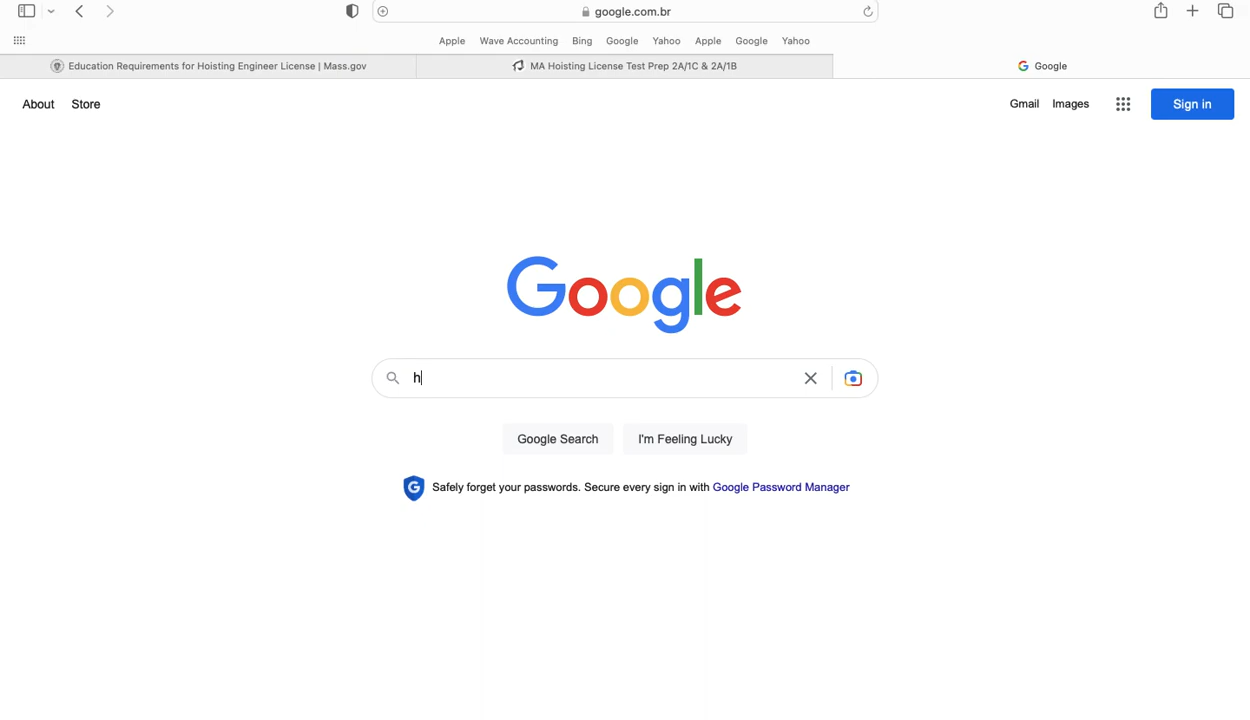 google.com.br
Apple Wave Accounting Bing Google Yahoo Apple Google Yahoo
Education Requirements for Hoisting Engineer License | Mass.gov MA Hoisting License Test Prep 2A/1C & 2A/1B Google
About Store Gmail Images Sign in
Google
h
Google Search I'm Feeling Lucky
Safely forget your passwords. Secure every sign in with Google Password Manager